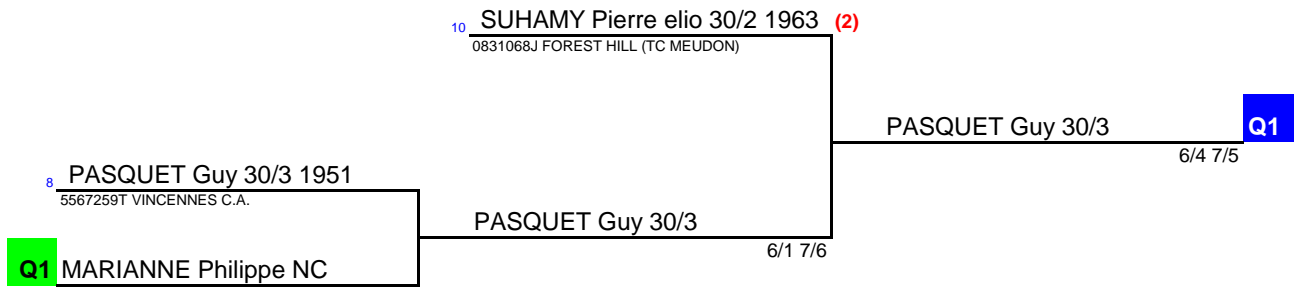 10 SUHAMY Pierre elio 30/2 1963 (2)
0831068J FOREST HILL (TC MEUDON)
PASQUET Guy 30/3 Q1
6/4 7/5
8 PASQUET Guy 30/3 1951
5567259T VINCENNES C.A.
PASQUET Guy 30/3
6/1 7/6
Q1 MARIANNE Philippe NC